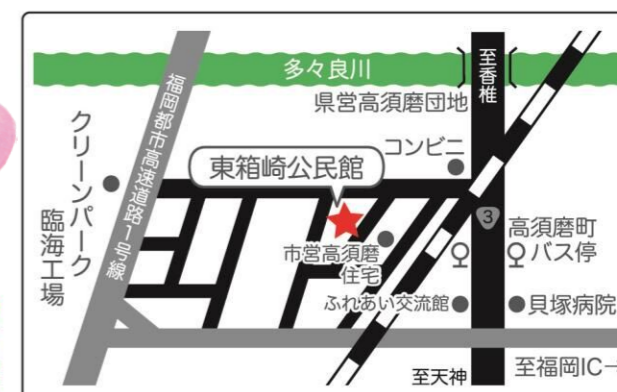 多々良川
至香椎
県営高須磨団地
福岡都市高速道路1号線
クリーンパーク
臨海工場
コンビニ
東箱崎公民館
3
高須磨町
バス停
市営高須磨
住宅
ふれあい交流館
貝塚病院
至天神
至福岡IC→